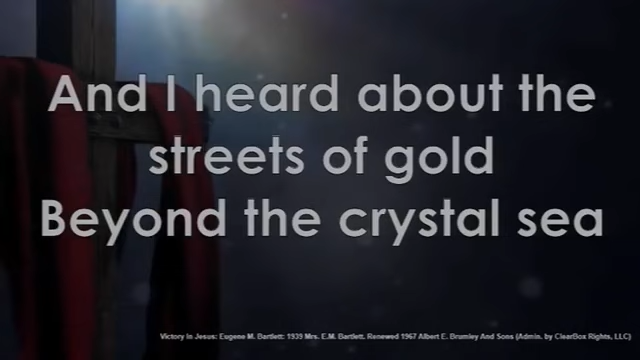 And I heard about the
streets of gold
Beyond the crystal sea
Victory In Jesus: Eugene M. Bartlett: 1939 Mrs. E.M. Bartlett. Renewed 1967 Albert E. Brumley And Sons (Admin. by ClearBox Rights, LLC)